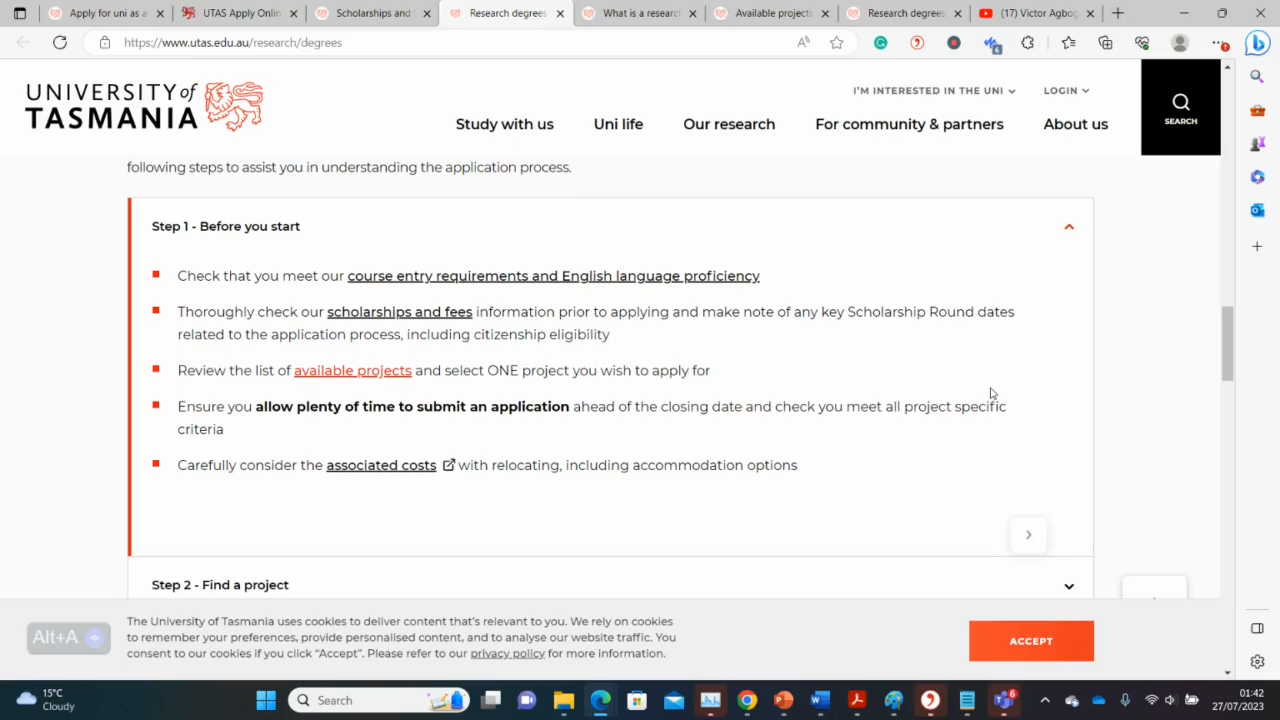 Apply for uni as a
UTAS Apply Onlin
Scholarships and
Research degrees
What is a researc
Available projects
Research degrees
(17) Victor Agbog
https://www.utas.edu.au/research/degrees
6
UNIVERSITY of
TASMANIA
I'M INTERESTED IN THE UNI
LOGIN
Study with us
Uni life
Our research
For community & partners
About us
SEARCH
following steps to assist you in understanding the application process.
Step 1 - Before you start
Check that you meet our course entry requirements and English language proficiency
Thoroughly check our scholarships and fees information prior to applying and make note of any key Scholarship Round dates
related to the application process, including citizenship eligibility
Review the list of available projects and select ONE project you wish to apply for
Ensure you allow plenty of time to submit an application ahead of the closing date and check you meet all project specific
criteria
Carefully consider the associated costs with relocating, including accommodation options
Step 2 - Find a project
Alt+A
The University of Tasmania uses cookies to deliver content that's relevant to you. We rely on cookies
to remember your preferences, provide personalised content, and to analyse our website traffic. You
consent to our cookies if you click "Accept". Please refer to our privacy policy for more information.
ACCEPT
15°C
Cloudy
Search
6
01:42
27/07/2023